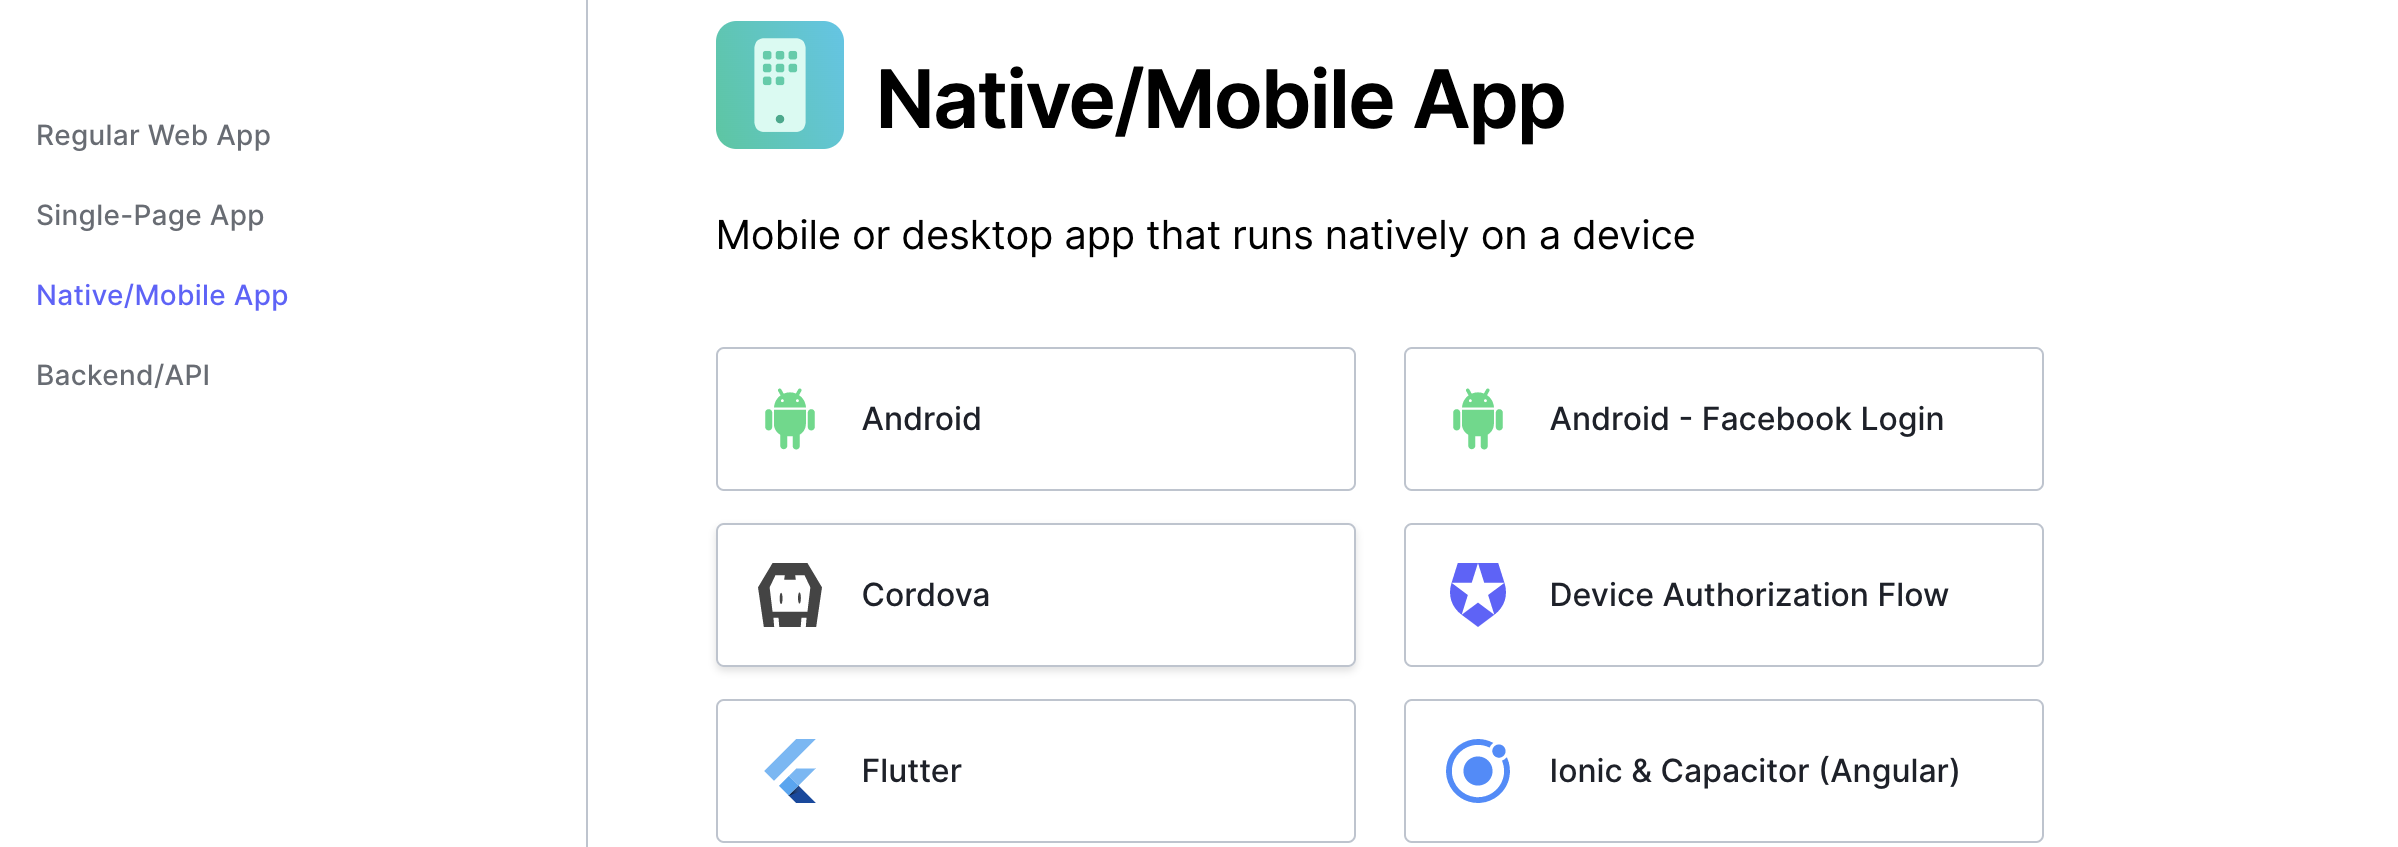 Regular Web App
Single-Page App
Native/Mobile App
Backend/API
Native/Mobile App
Mobile or desktop app that runs natively on a device
Android
Android - Facebook Login
Cordova
Device Authorization Flow
Flutter
Ionic & Capacitor (Angular)